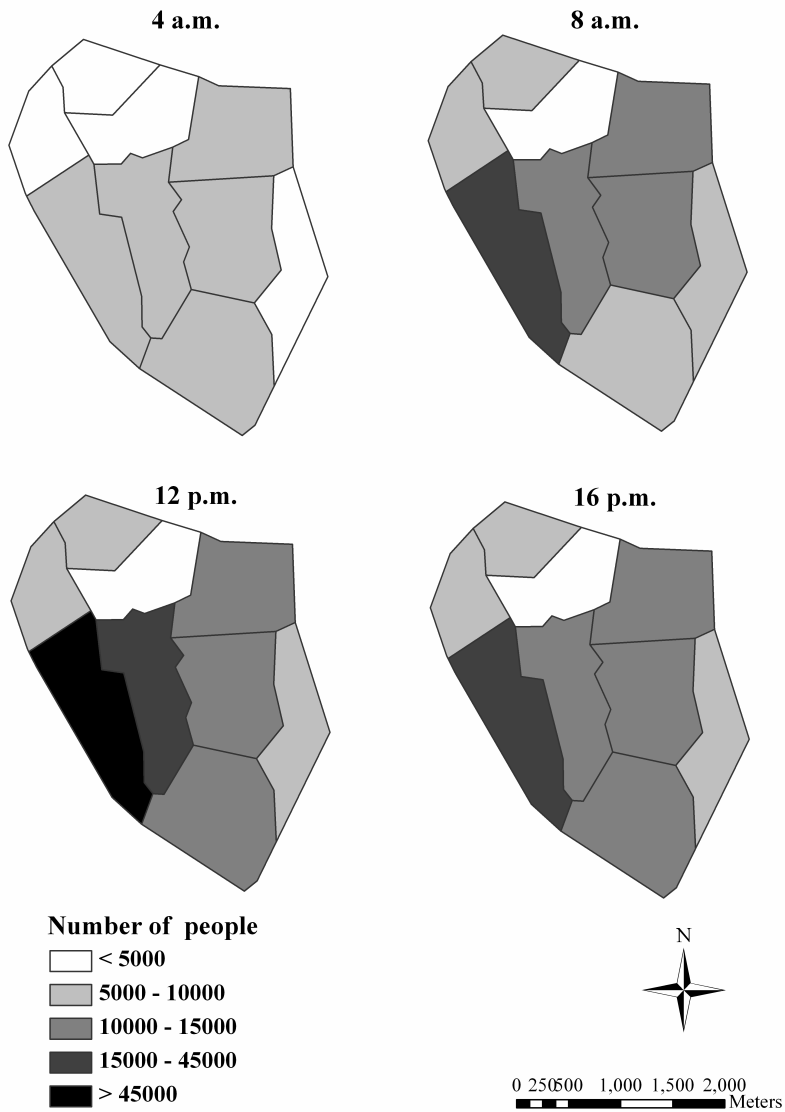 4 a.m.
8 a.m.
12 p.m.
16 p.m.
Number of people
< 5000
5000 - 10000
10000 - 15000
15000 - 45000
> 45000
N
0 250500 1,000 1,500 2,000
Meters